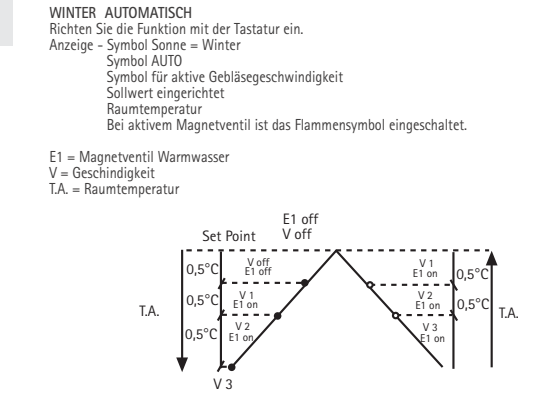 WINTER AUTOMATISCH
Richten Sie die Funktion mit der Tastatur ein.
Anzeige - Symbol Sonne = Winter
Symbol AUTO
Symbol für aktive Gebläsegeschwindigkeit
Sollwert eingerichtet
Raumtemperatur
Bei aktivem Magnetventil ist das Flammensymbol eingeschaltet.
E1 = Magnetventil Warmwasser
V = Geschindigkeit
T.A. = Raumtemperatur
E1 off
Set Point V off
0,5°C V off E1 off V 1 E1 on 0,5°C
0,5°C V 1 E1 on V 2 E1 on 0,5°C
T.A. T.A.
0,5°C V 2 E1 on V 3 E1 on
V 3